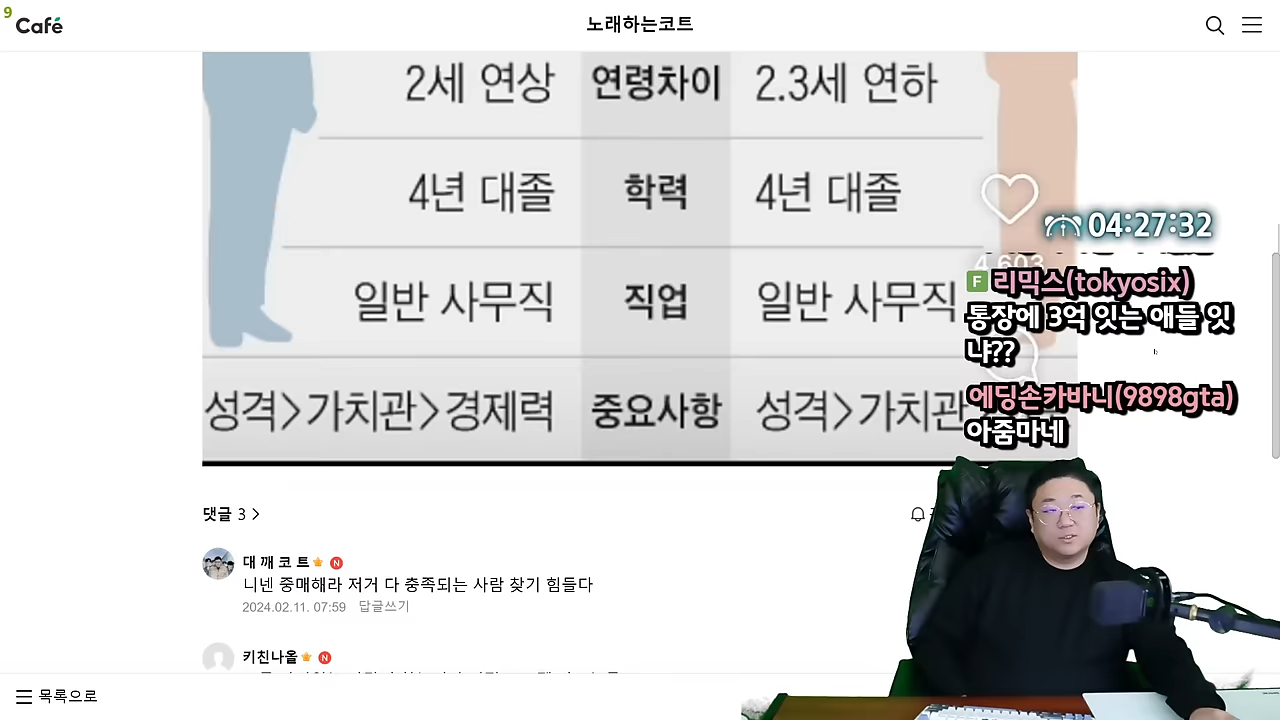 9
Café
노래하는코트
2세 연상 연령차이 2.3세 연하
4년 대졸 학력 4년 대졸
04:27:32
4,603
F 리믹스(tokyosix)
통장에 3억 잇는 애들 잇
냐??
일반 사무직 직업 일반 사무직
에딩손카바니(9898gta)
아줌마네
성격>가치관>경제력 중요사항 성격>가치관
댓글 3 >
대 깨 코 트 N
니넨 중매해라 저거 다 충족되는 사람 찾기 힘들다
2024.02.11. 07:59 답글쓰기
키친나올 N
목록으로